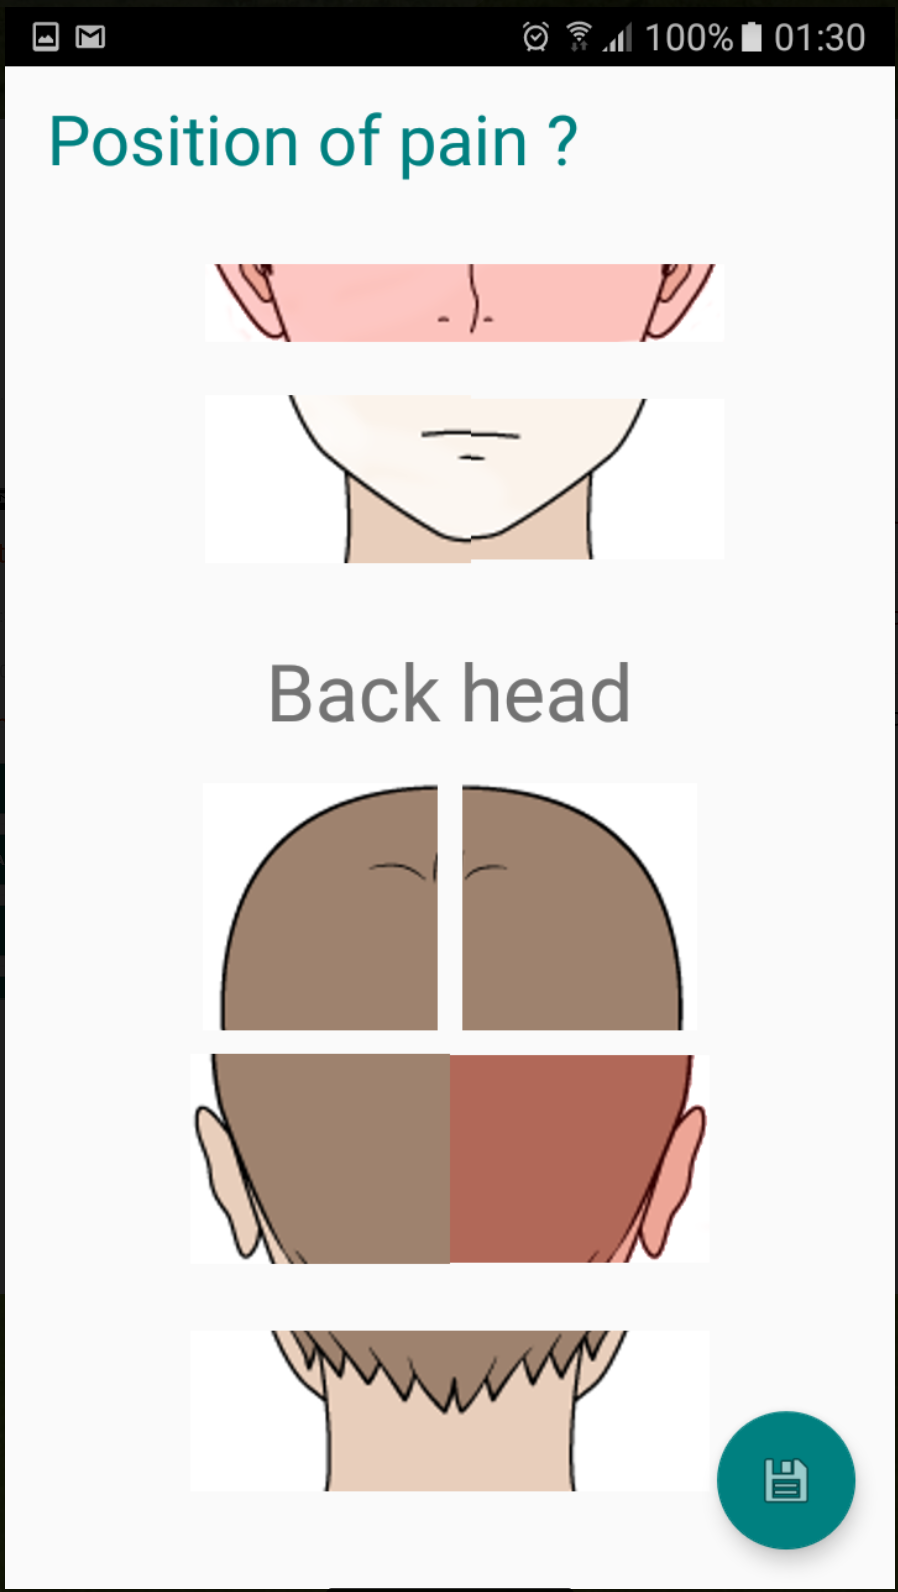 100% 01:30
Position of pain ?
Back head